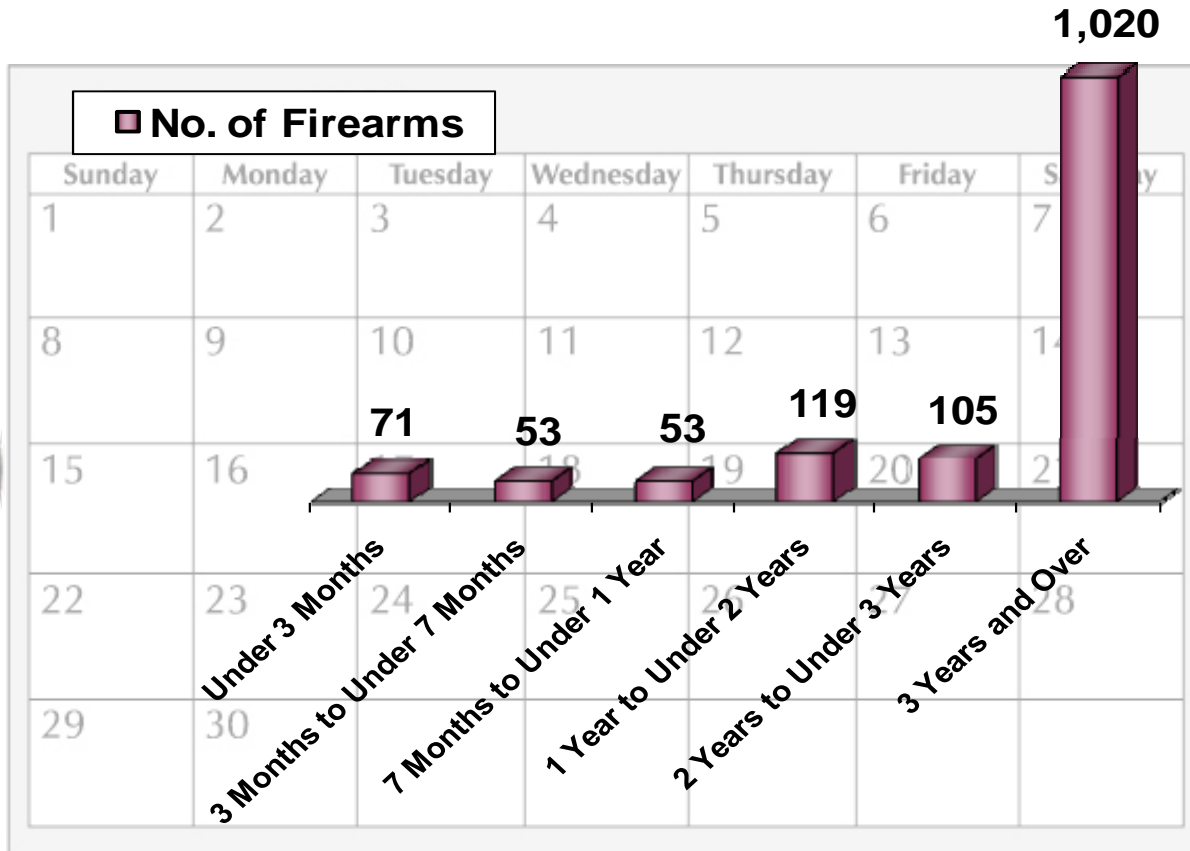 1,020
No. of Firearms
Sunday Monday Tuesday Wednesday Thursday Friday
1 2 3 4 5 6 7
8 9 10 11 12 13
71 53 53 119 105
15 16 19 20
22 23 24 25 26 27 28
29 30
Under 3 Months
3 Months to Under 7 Months
7 Months to Under 1 Year
1 Year to Under 2 Years
2 Years to Under 3 Years
3 Years and Over